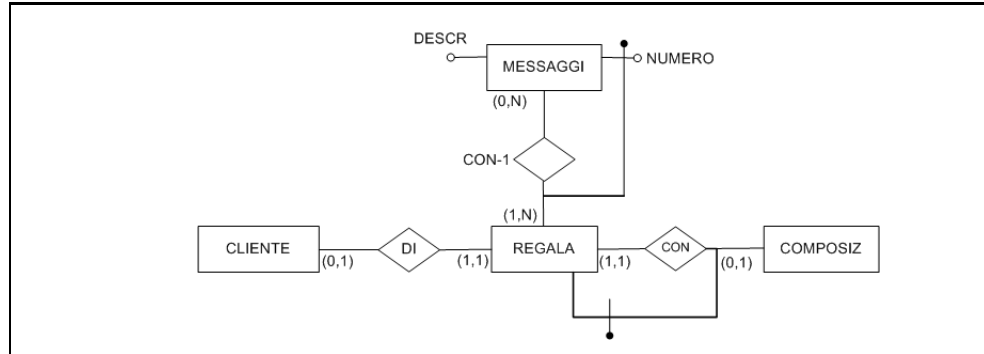 DESCR
MESSAGGI
NUMERO
(0,N)
CON-1
(1,N)
CLIENTE
DI
REGALA
CON
COMPOSIZ
(0,1)
(1,1)
(1,1)
(0,1)